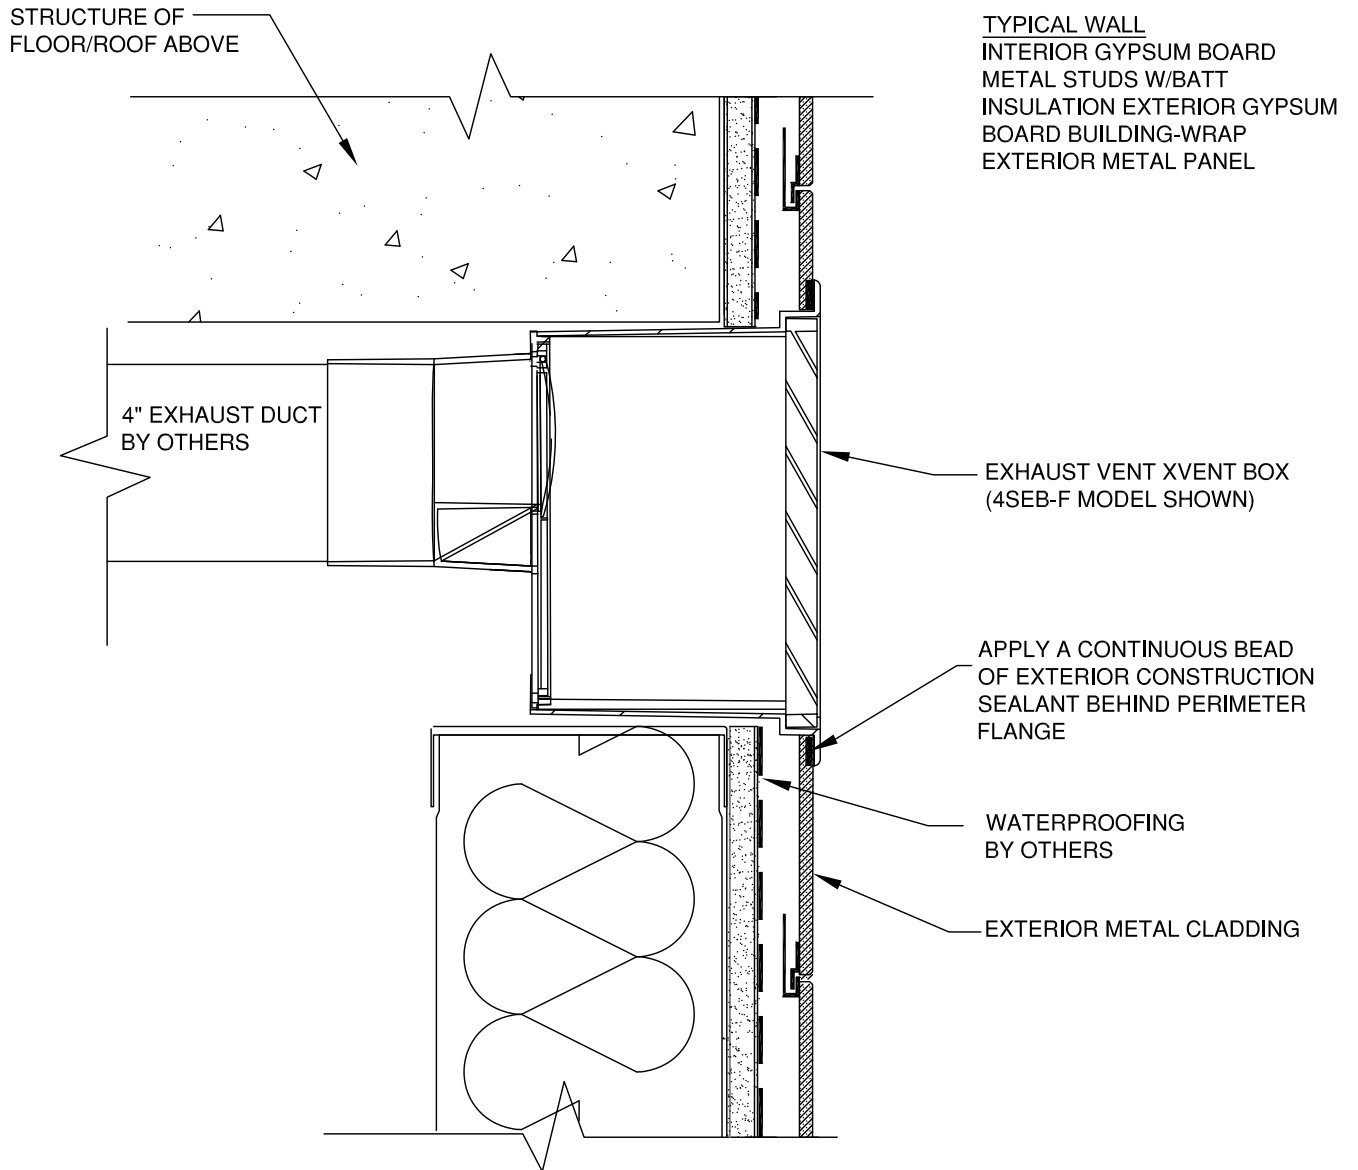 STRUCTURE OF
FLOOR/ROOF ABOVE
TYPICAL WALL
INTERIOR GYPSUM BOARD
METAL STUDS W/BATT
INSULATION EXTERIOR GYPSUM
BOARD BUILDING-WRAP
EXTERIOR METAL PANEL
4" EXHAUST DUCT
BY OTHERS
EXHAUST VENT XVENT BOX
(4SEB-F MODEL SHOWN)
APPLY A CONTINUOUS BEAD
OF EXTERIOR CONSTRUCTION
SEALANT BEHIND PERIMETER
FLANGE
WATERPROOFING
BY OTHERS
EXTERIOR METAL CLADDING